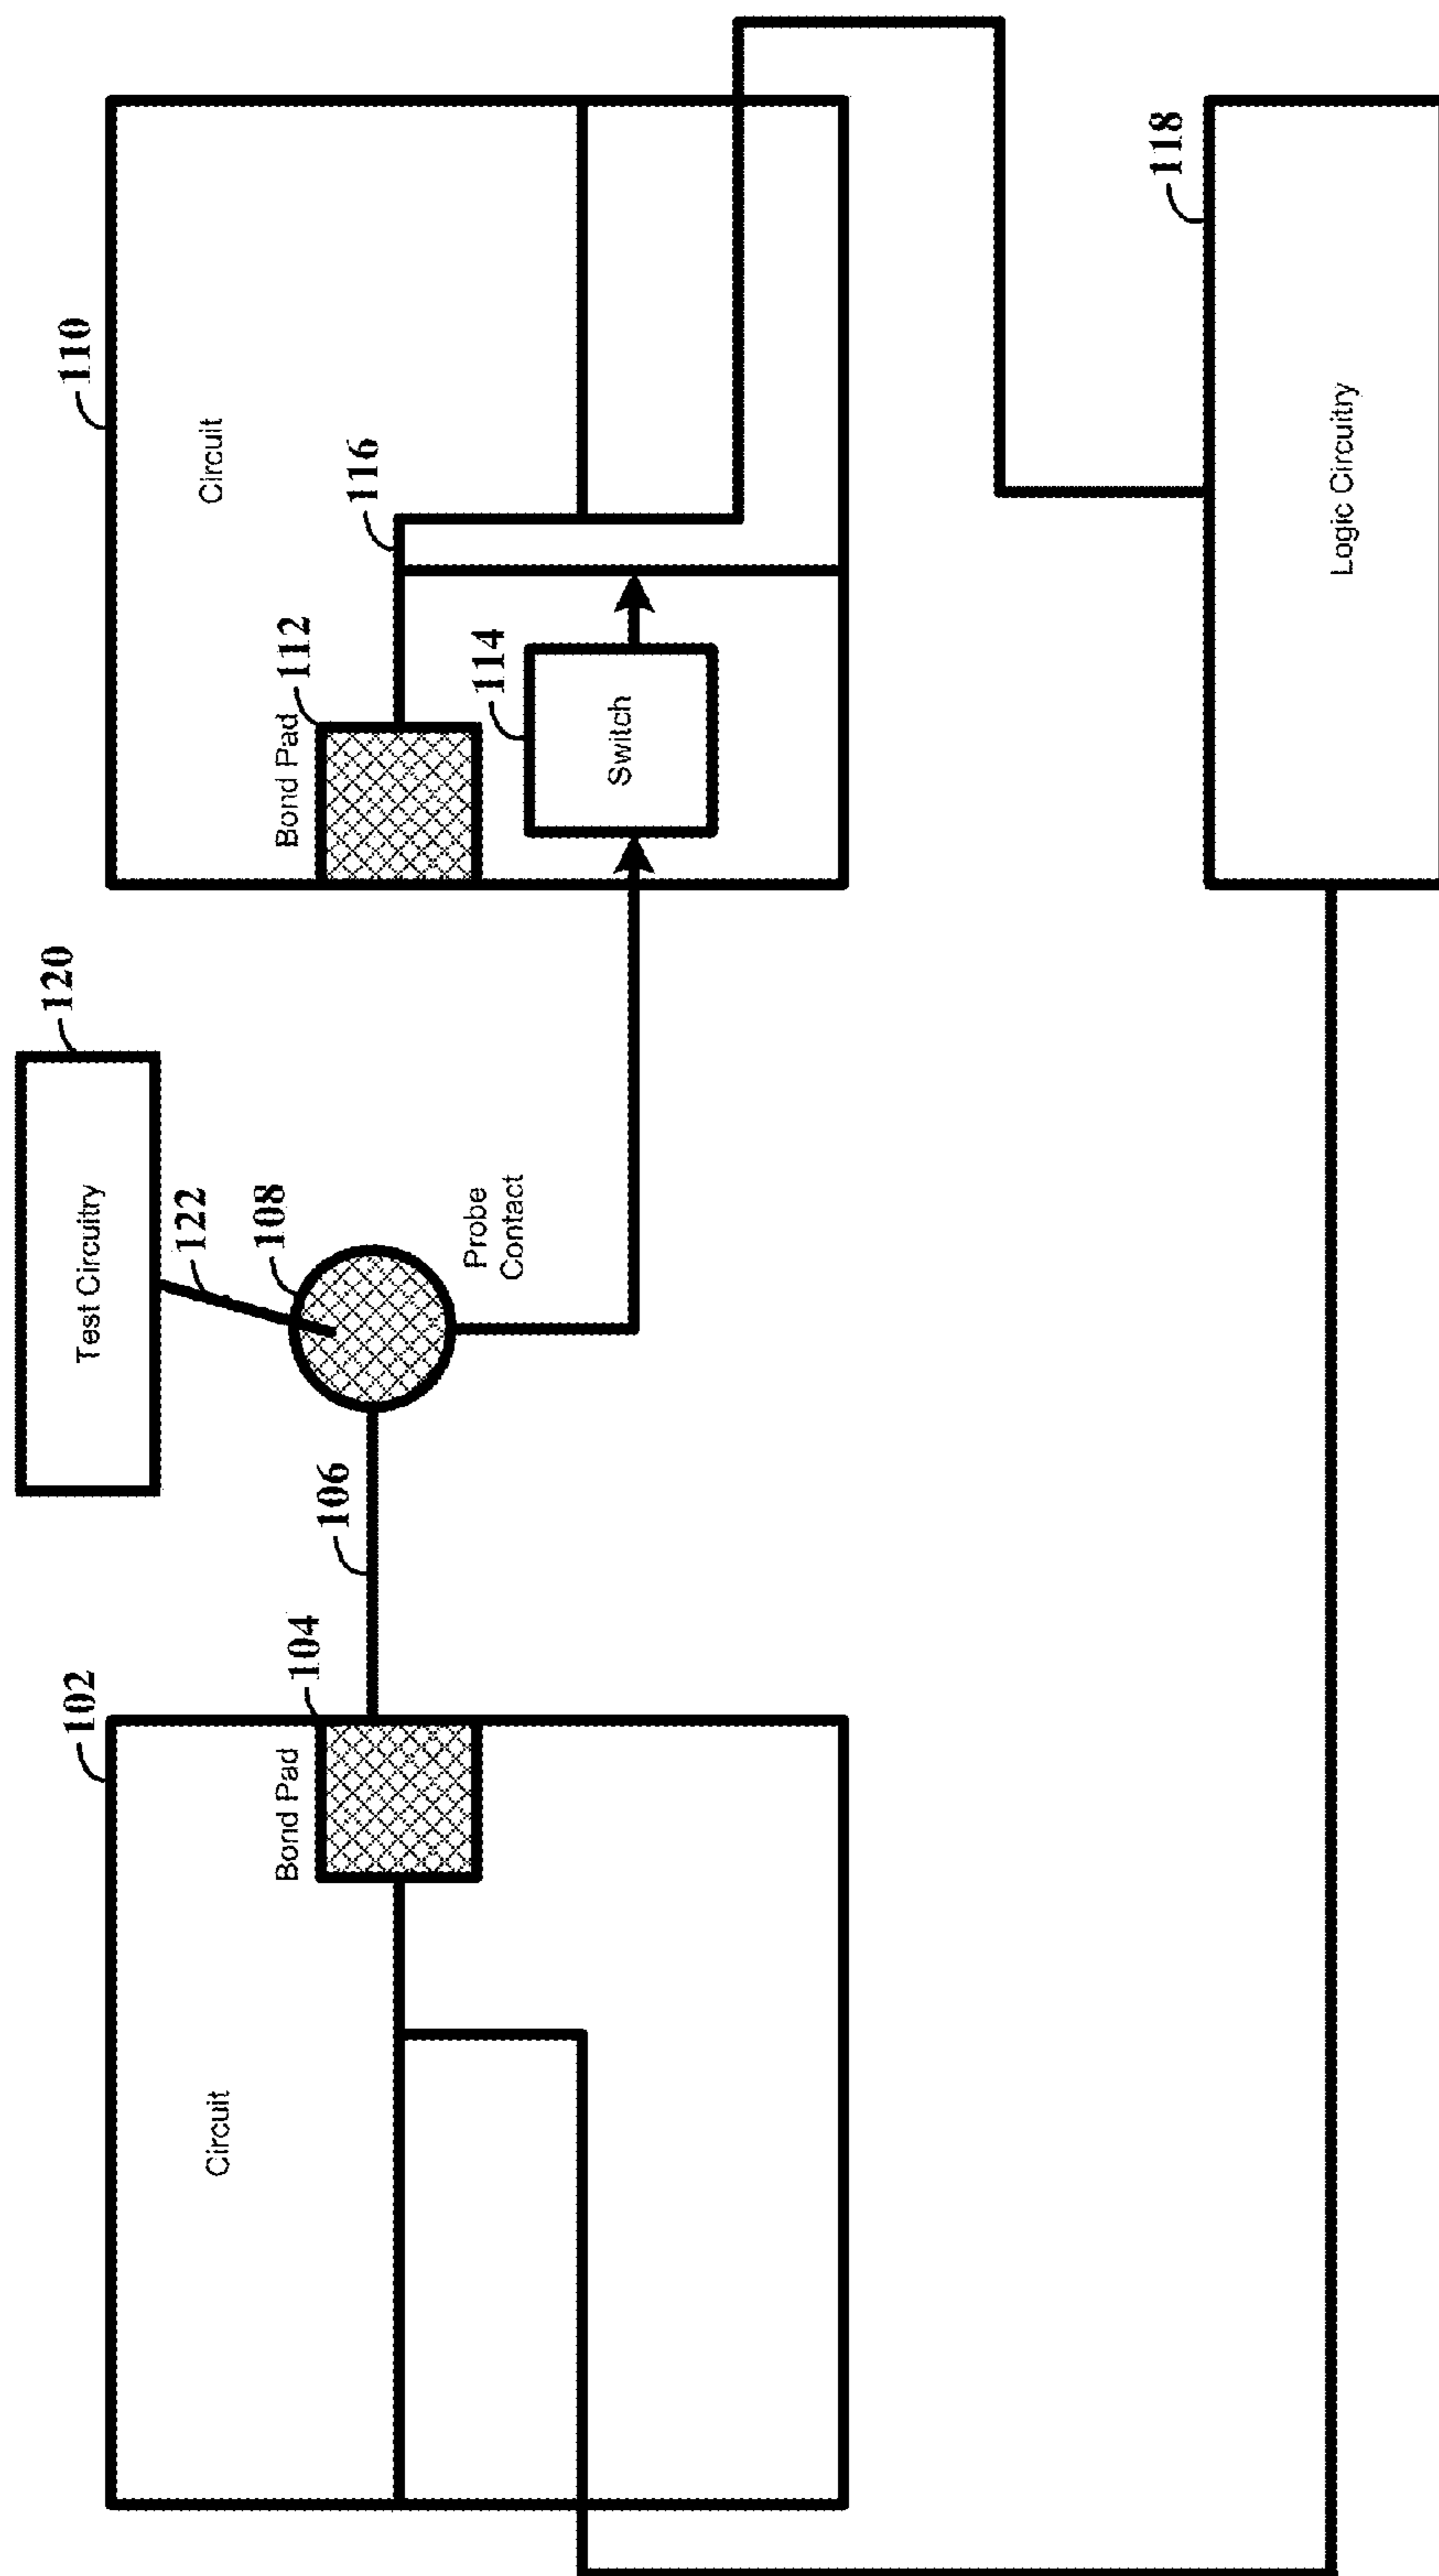 120
Test Circuitry
122
102
110
Circuit
Circuit
108
106
104
Bond Pad
112
Bond Pad
116
Probe
Contact
114
Switch
118
Logic Circuitry